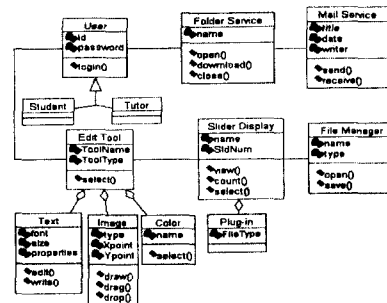 User
id
password
login()
Folder Service
name
open()
download()
close()
Mail Service
title
date
writer
send()
receive()
Student
Tutor
Edit Tool
ToolName
ToolType
select()
Slider Display
name
SldNum
view()
count()
select()
File Manager
name
type
open()
save()
Text
font
size
properties
edit()
write()
Image
type
Xpoint
Ypoint
draw()
drag()
drop()
Color
name
select()
Plug-in
FileType